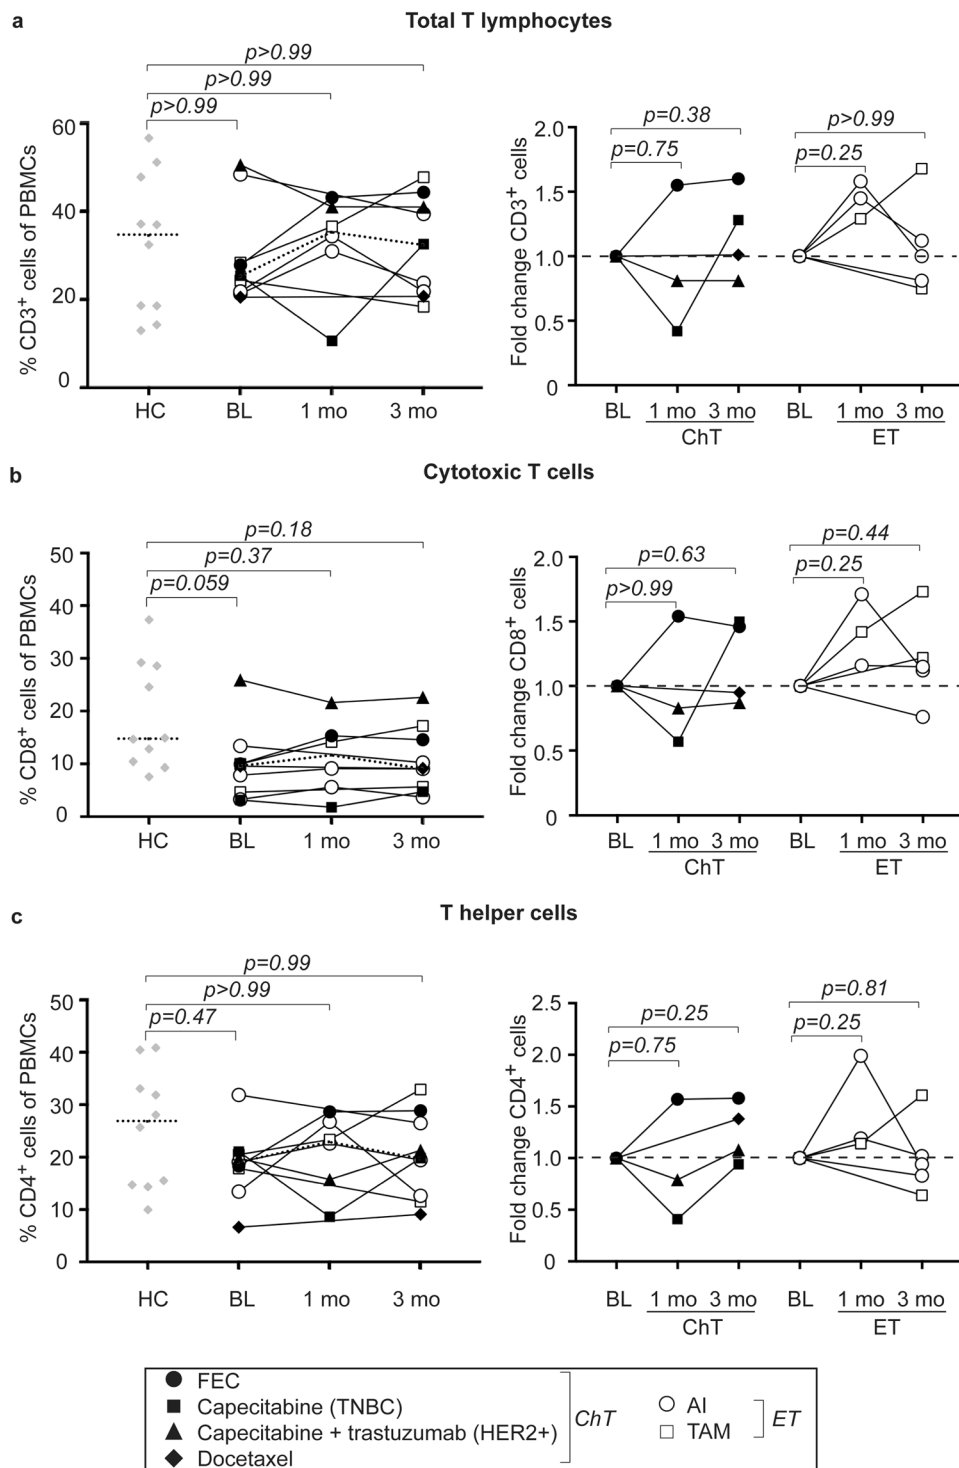 a
Total T lymphocytes
p>0.99
p>0.99
p>0.99
% CD3+ cells of PBMCs
60
40
20
0
HC BL 1 mo 3 mo
p=0.38
p=0.75
p>0.99
p=0.25
Fold change CD3+ cells
2.0
1.5
1.0
0.5
0
BL 1 mo 3 mo BL 1 mo 3 mo
ChT ET
b
Cytotoxic T cells
p=0.18
p=0.37
p=0.059
% CD8+ cells of PBMCs
50
40
30
20
10
0
HC BL 1 mo 3 mo
p=0.63
p>0.99
p=0.44
p=0.25
Fold change CD8+ cells
2.0
1.5
1.0
0.5
0
BL 1 mo 3 mo BL 1 mo 3 mo
ChT ET
c
T helper cells
p=0.99
p>0.99
p=0.47
% CD4+ cells of PBMCs
50
40
30
20
10
0
HC BL 1 mo 3 mo
p=0.25
p=0.75
p=0.81
p=0.25
Fold change CD4+ cells
2.5
2.0
1.5
1.0
0.5
0
BL 1 mo 3 mo BL 1 mo 3 mo
ChT ET
FEC
Capecitabine (TNBC)
Capecitabine + trastuzumab (HER2+)
Docetaxel
ChT
AI
TAM
ET